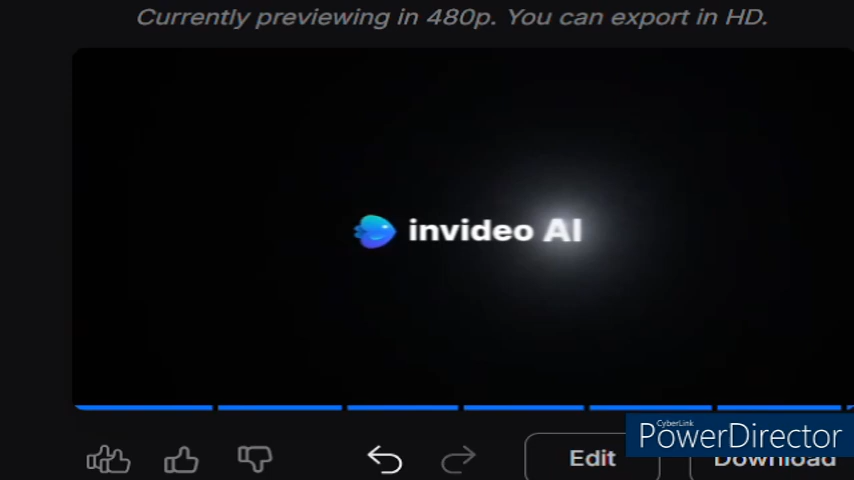 Currently previewing in 480p. You can export in HD.
invideo AI
CyberLink
PowerDirector
Edit
Download